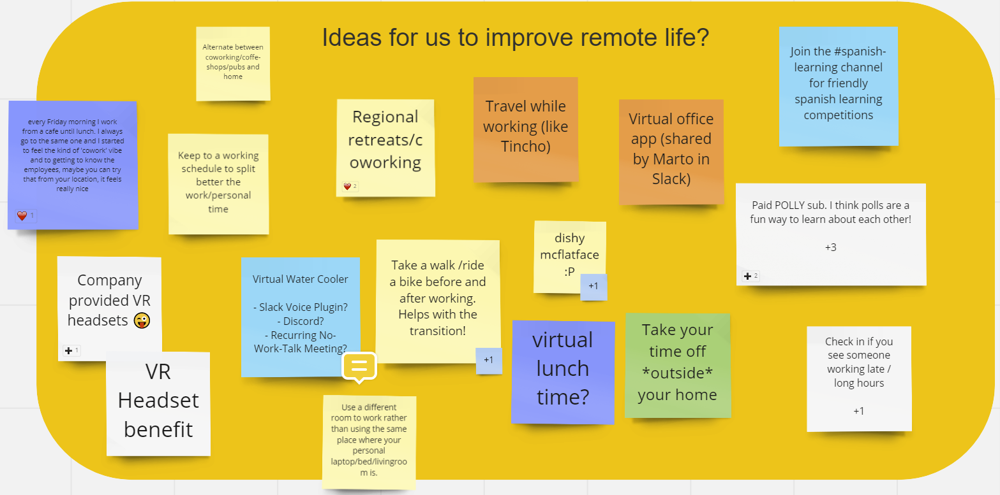 Ideas for us to improve remote life?
Alternate between
coworking/coffe-
shops/pubs and
home
Join the #spanish-
learning channel
for friendly
spanish learning
competitions
every Friday morning I work
from a cafe until lunch. I always
go to the same one and I started
to feel the kind of 'cowork' vibe
and to getting to know the
employees, maybe you can try
that from your location, it feels
really nice
❤️ 1
Keep to a working
schedule to split
better the
work/personal
time
Regional
retreats/c
oworking
❤️ 2
Travel while
working (like
Tincho)
Virtual office
app (shared
by Marto in
Slack)
Paid POLLY sub. I think polls are a
fun way to learn about each other!
+3
➕ 2
Company
provided VR
headsets 😜
➕ 1
VR
Headset
benefit
Virtual Water Cooler
- Slack Voice Plugin?
- Discord?
- Recurring No-
Work-Talk Meeting?
Take a walk /ride
a bike before and
after working.
Helps with the
transition!
+1
dishy
mcflatface
:P
+1
virtual
lunch
time?
Take your
time off
*outside*
your home
Check in if you
see someone
working late /
long hours
+1
Use a different
room to work rather
than using the same
place where your
personal
laptop/bed/livingroo
m is.